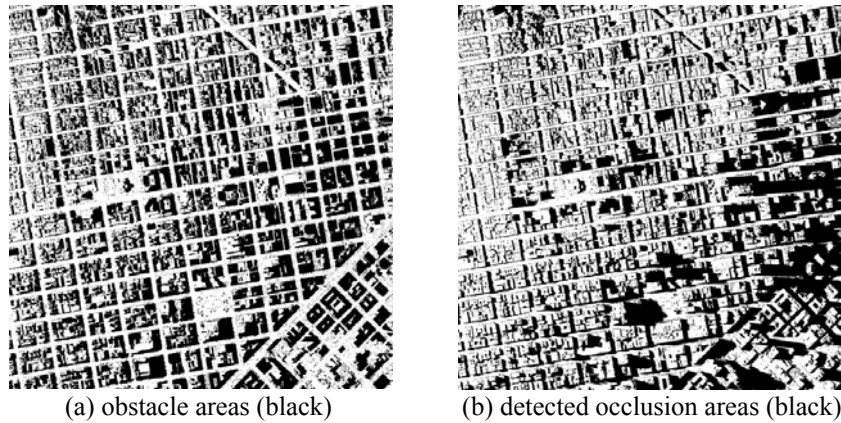 (a) obstacle areas (black)
(b) detected occlusion areas (black)